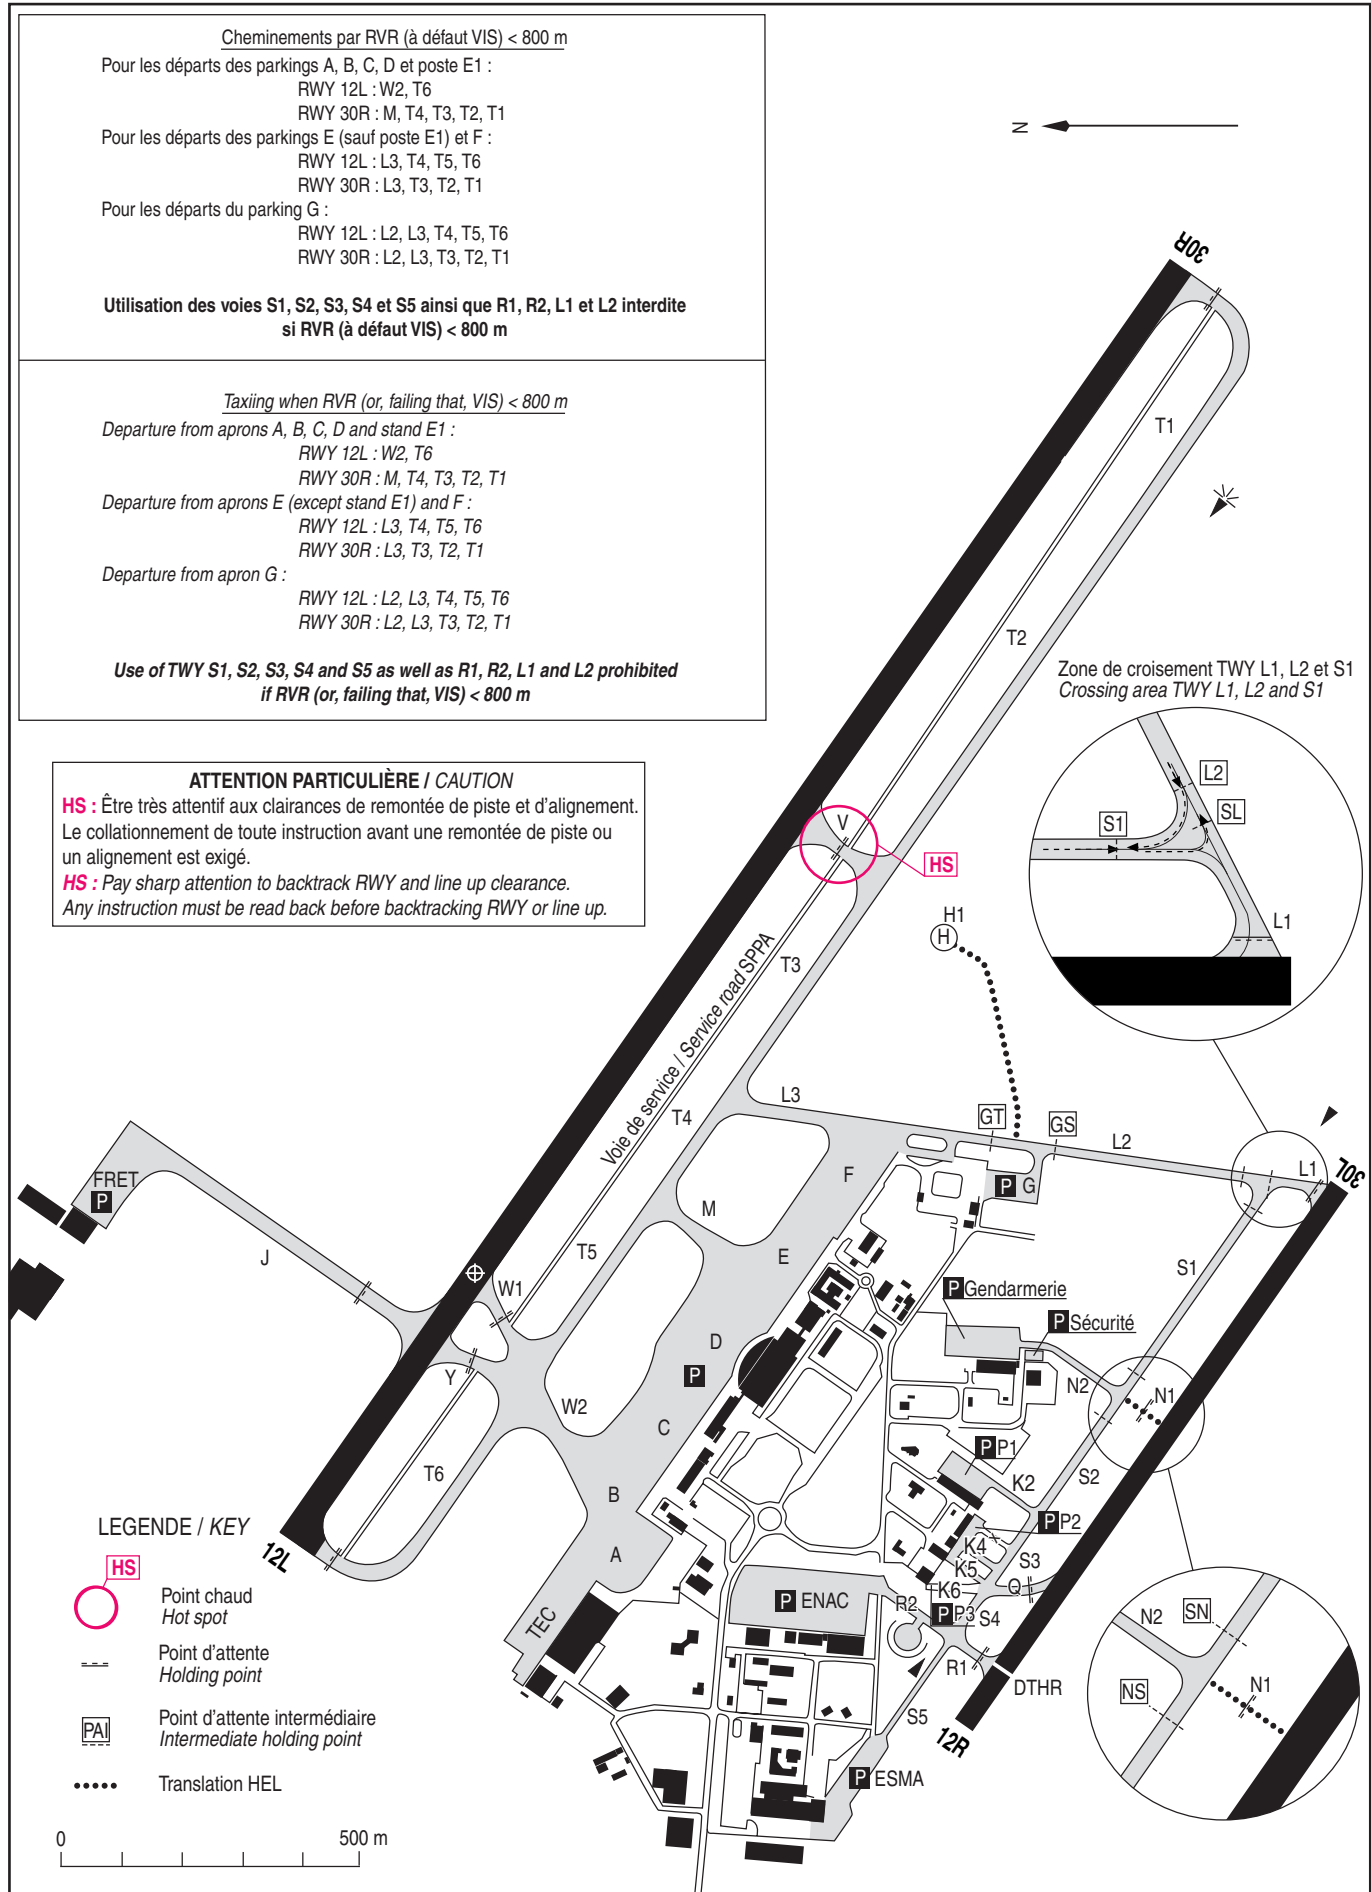 Cheminements par RVR (à défaut VIS) < 800 m
Pour les départs des parkings A, B, C, D et poste E1 :
RWY 12L : W2, T6
RWY 30R : M, T4, T3, T2, T1
Pour les départs des parkings E (sauf poste E1) et F :
RWY 12L : L3, T4, T5, T6
RWY 30R : L3, T3, T2, T1
Pour les départs du parking G :
RWY 12L : L2, L3, T4, T5, T6
RWY 30R : L2, L3, T3, T2, T1
Utilisation des voies S1, S2, S3, S4 et S5 ainsi que R1, R2, L1 et L2 interdite
si RVR (à défaut VIS) < 800 m
Taxiing when RVR (or, failing that, VIS) < 800 m
Departure from aprons A, B, C, D and stand E1 :
RWY 12L : W2, T6
RWY 30R : M, T4, T3, T2, T1
Departure from aprons E (except stand E1) and F :
RWY 12L : L3, T4, T5, T6
RWY 30R : L3, T3, T2, T1
Departure from apron G :
RWY 12L : L2, L3, T4, T5, T6
RWY 30R : L2, L3, T3, T2, T1
Use of TWY S1, S2, S3, S4 and S5 as well as R1, R2, L1 and L2 prohibited
if RVR (or, failing that, VIS) < 800 m
N
30R
T1
T2
Zone de croisement TWY L1, L2 et S1
Crossing area TWY L1, L2 and S1
L2
SL
S1
L1
ATTENTION PARTICULIÈRE / CAUTION
HS : Être très attentif aux clairances de remontée de piste et d'alignement.
Le collationnement de toute instruction avant une remontée de piste ou
un alignement est exigé.
HS : Pay sharp attention to backtrack RWY and line up clearance.
Any instruction must be read back before backtracking RWY or line up.
V
HS
H1
H
T3
Voie de service / Service road SPPA
L3
T4
GT
GS
L2
L1
30L
FRET
P
F
P G
M
J
T5
E
S1
W1
P Gendarmerie
P Sécurité
D
P
Y
N2
N1
W2
C
P P1
S2
T6
K2
B
P P2
K4
S3
A
K5
K6
Q
12L
TEC
P ENAC
R2
P P3
S4
R1
DTHR
S5
12R
P ESMA
N2
SN
NS
N1
LEGENDE / KEY
HS
Point chaud
Hot spot
Point d'attente
Holding point
PAI
Point d'attente intermédiaire
Intermediate holding point
Translation HEL
0
500 m